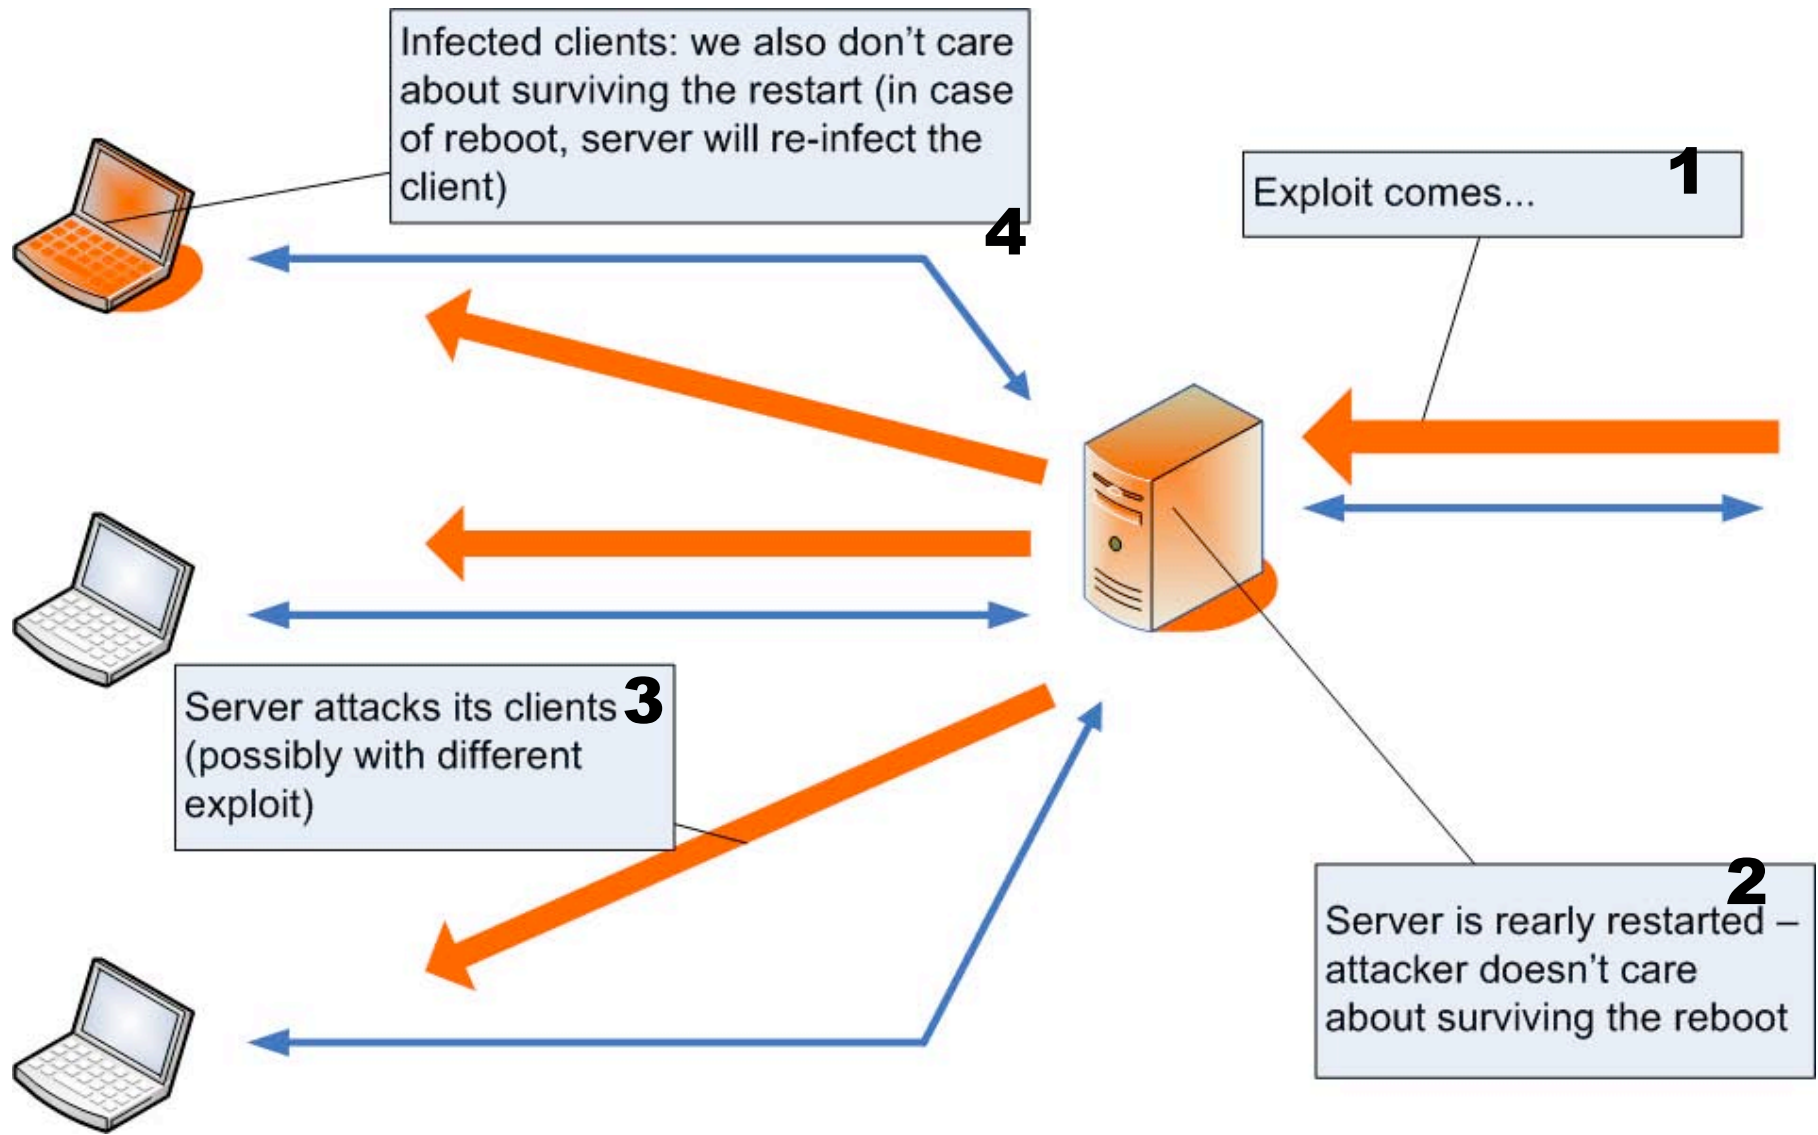 Infected clients: we also don't care
about surviving the restart (in case
of reboot, server will re-infect the
client)
4
1
Exploit comes...
3
Server attacks its clients
(possibly with different
exploit)
2
Server is rearly restarted –
attacker doesn't care
about surviving the reboot